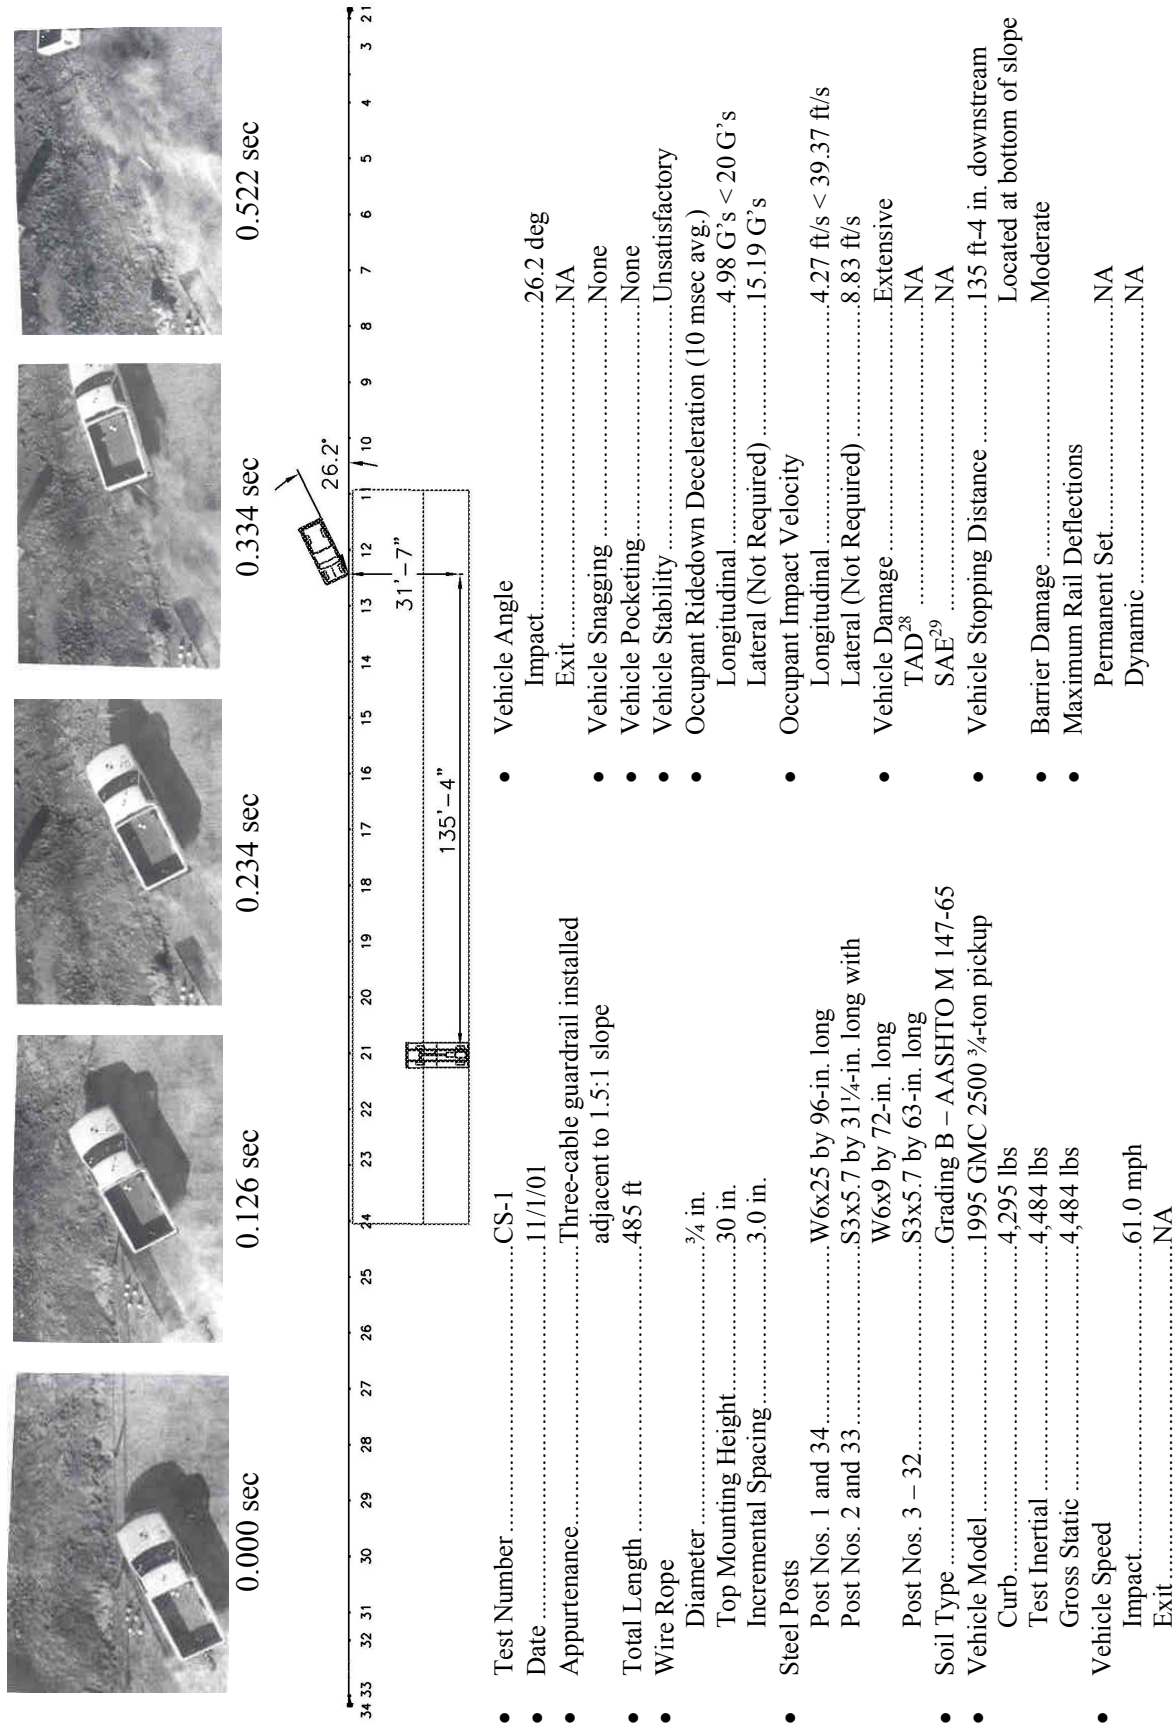 0.000 sec
0.126 sec
0.234 sec
0.334 sec
0.522 sec
34 33 32 31 30 29 28 27 26 25 24 23 22 21 20 19 18 17 16 15 14 13 12 11 10 9 8 7 6 5 4 3 21
26.2°
31'-7"
135'-4"
• Test Number..........CS-1
• Date..........11/1/01
• Appurtenance..........Three-cable guardrail installed
adjacent to 1.5:1 slope
• Total Length..........485 ft
• Wire Rope
Diameter..........¾ in.
Top Mounting Height..........30 in.
Incremental Spacing..........3.0 in.
• Steel Posts
Post Nos. 1 and 34..........W6x25 by 96-in. long
Post Nos. 2 and 33..........S3x5.7 by 31¼-in. long with
W6x9 by 72-in. long
Post Nos. 3 – 32..........S3x5.7 by 63-in. long
• Soil Type..........Grading B – AASHTO M 147-65
• Vehicle Model..........1995 GMC 2500 ¾-ton pickup
Curb..........4,295 lbs
Test Inertial..........4,484 lbs
Gross Static..........4,484 lbs
• Vehicle Speed
Impact..........61.0 mph
Exit..........NA
• Vehicle Angle
Impact..........26.2 deg
Exit..........NA
• Vehicle Snagging..........None
• Vehicle Pocketing..........None
• Vehicle Stability..........Unsatisfactory
• Occupant Ridedown Deceleration (10 msec avg.)
Longitudinal..........4.98 G's < 20 G's
Lateral (Not Required)..........15.19 G's
• Occupant Impact Velocity
Longitudinal..........4.27 ft/s < 39.37 ft/s
Lateral (Not Required)..........8.83 ft/s
• Vehicle Damage..........Extensive
TAD²⁸..........NA
SAE²⁹..........NA
• Vehicle Stopping Distance..........135 ft-4 in. downstream
Located at bottom of slope
• Barrier Damage..........Moderate
• Maximum Rail Deflections
Permanent Set..........NA
Dynamic..........NA